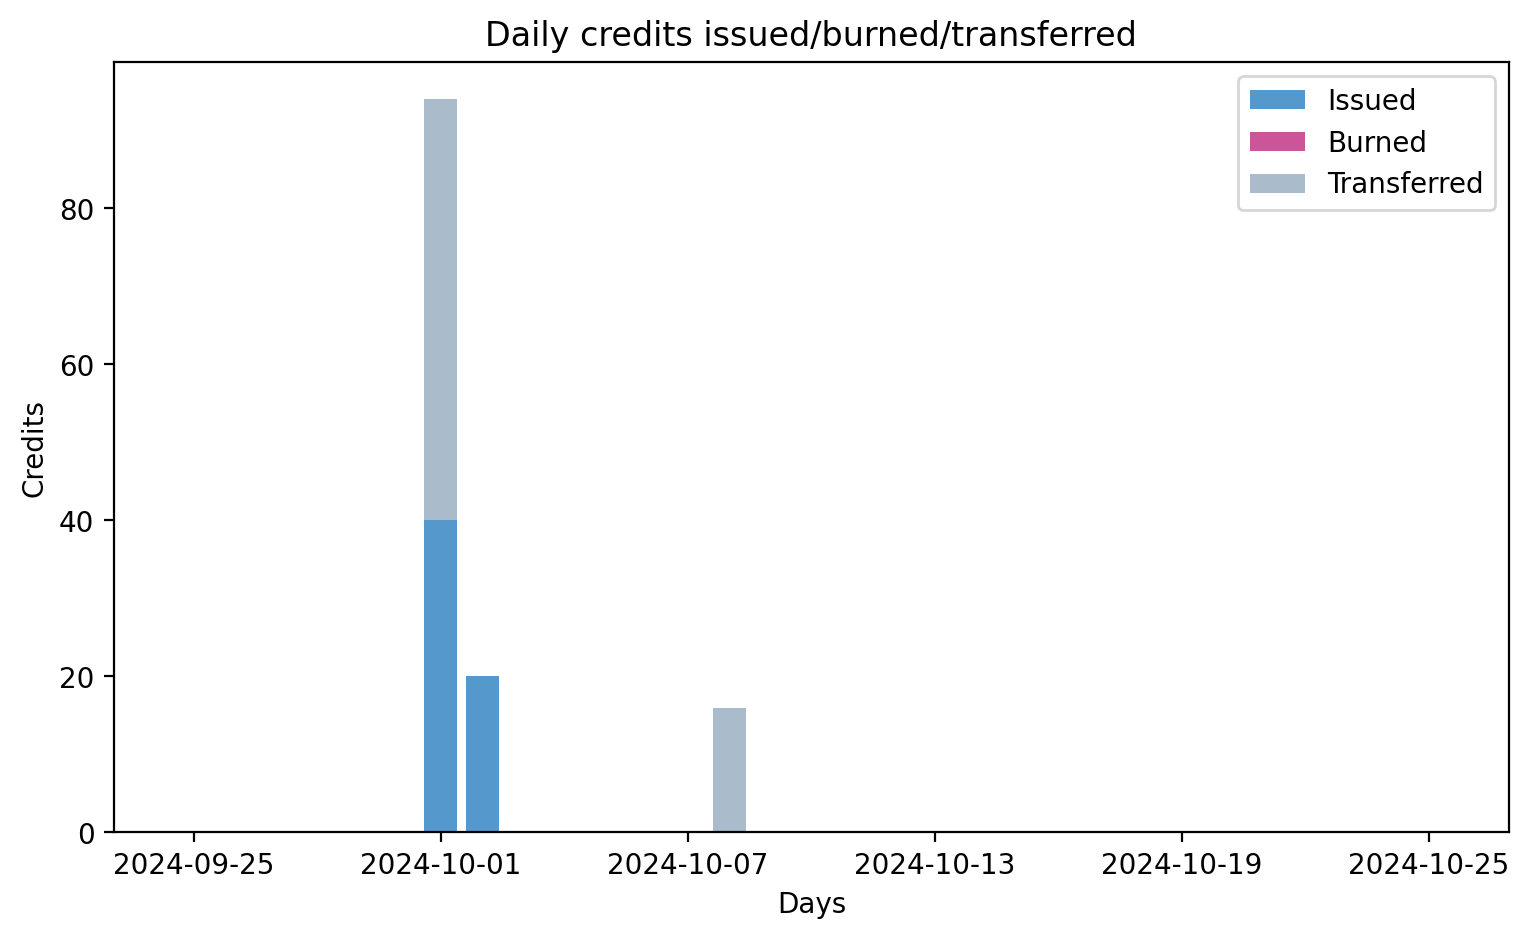 Daily credits issued/burned/transferred
Issued
Burned
Transferred
Credits
80
60
40
20
0
2024-09-25 2024-10-01 2024-10-07 2024-10-13 2024-10-19 2024-10-25
Days